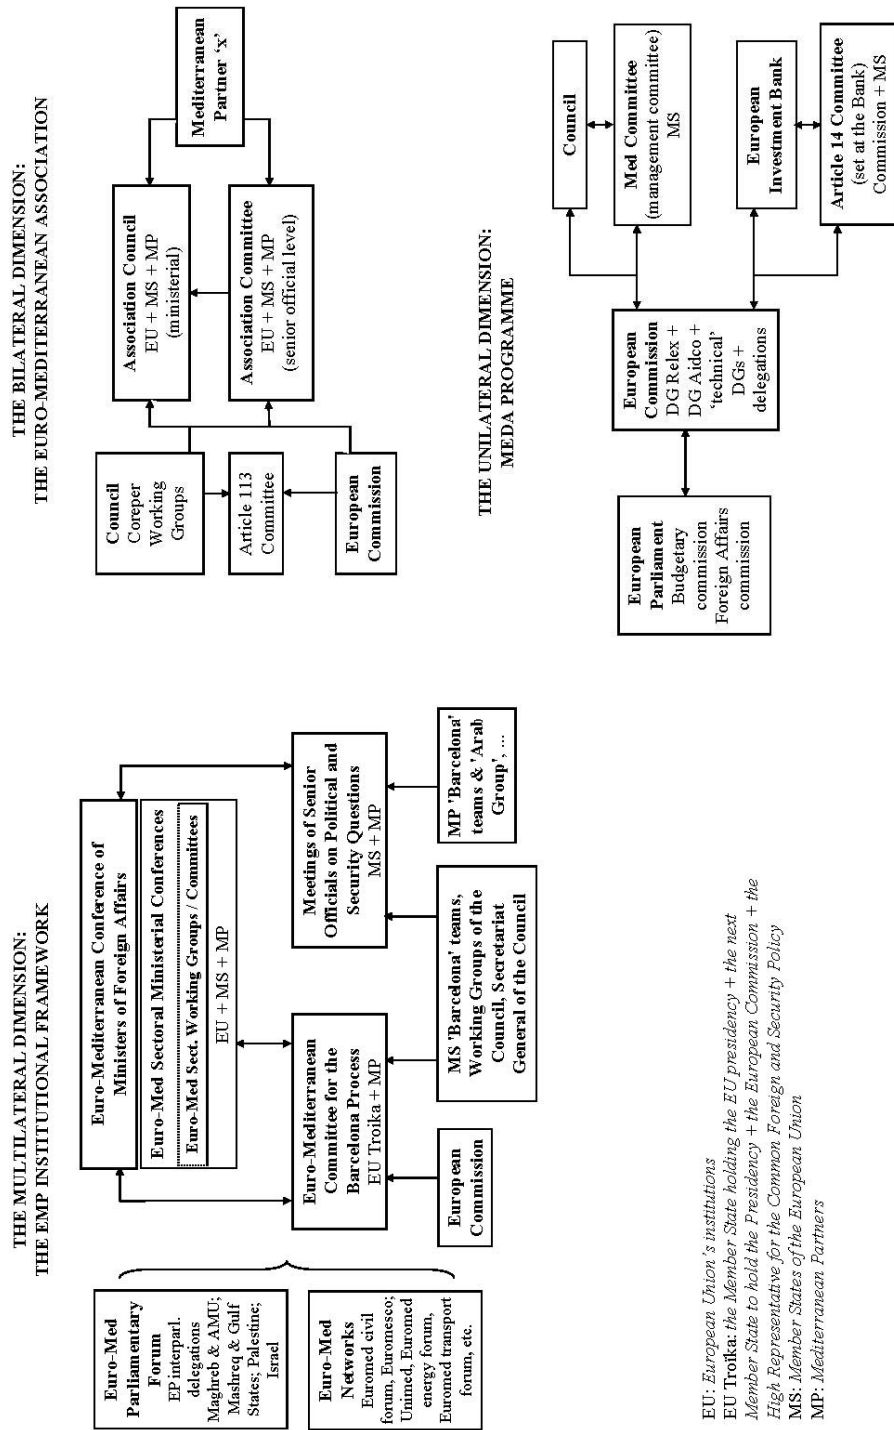 THE MULTILATERAL DIMENSION:
THE EMP INSTITUTIONAL FRAMEWORK
Euro-Med
Parliamentary
Forum
EP interparl.
delegations
Maghreb & AMU;
Mashreq & Gulf
States; Palestine;
Israel
Euro-Med
Networks
Euromed civil
forum, Euromesco;
Unimed, Euromed
energy forum,
Euromed transport
forum, etc.
Euro-Mediterranean Conference of
Ministers of Foreign Affairs
Euro-Med Sectoral Ministerial Conferences
Euro-Med Sect. Working Groups / Committees
EU + MS + MP
Euro-Mediterranean
Committee for the
Barcelona Process
EU Troika + MP
Meetings of Senior
Officials on Political and
Security Questions
MS + MP
European
Commission
MS 'Barcelona' teams,
Working Groups of the
Council, Secretariat
General of the Council
MP 'Barcelona'
teams & 'Arab
Group', ...
THE BILATERAL DIMENSION:
THE EURO-MEDITERRANEAN ASSOCIATION
Council
Coreper
Working
Groups
Article 113
Committee
European
Commission
Association Council
EU + MS + MP
(ministerial)
Association Committee
EU + MS + MP
(senior official level)
Mediterranean
Partner ‘x’
THE UNILATERAL DIMENSION:
MEDA PROGRAMME
European
Parliament
Budgetary
commission
Foreign Affairs
commission
European
Commission
DG Relex +
DG Aidco +
‘technical’
DGs +
delegations
Council
Med Committee
(management committee)
MS
European
Investment Bank
Article 14 Committee
(set at the Bank)
Commission + MS
EU: European Union’s institutions
EU Troika: the Member State holding the EU presidency + the next
Member State to hold the Presidency + the European Commission + the
High Representative for the Common Foreign and Security Policy
MS: Member States of the European Union
MP: Mediterranean Partners